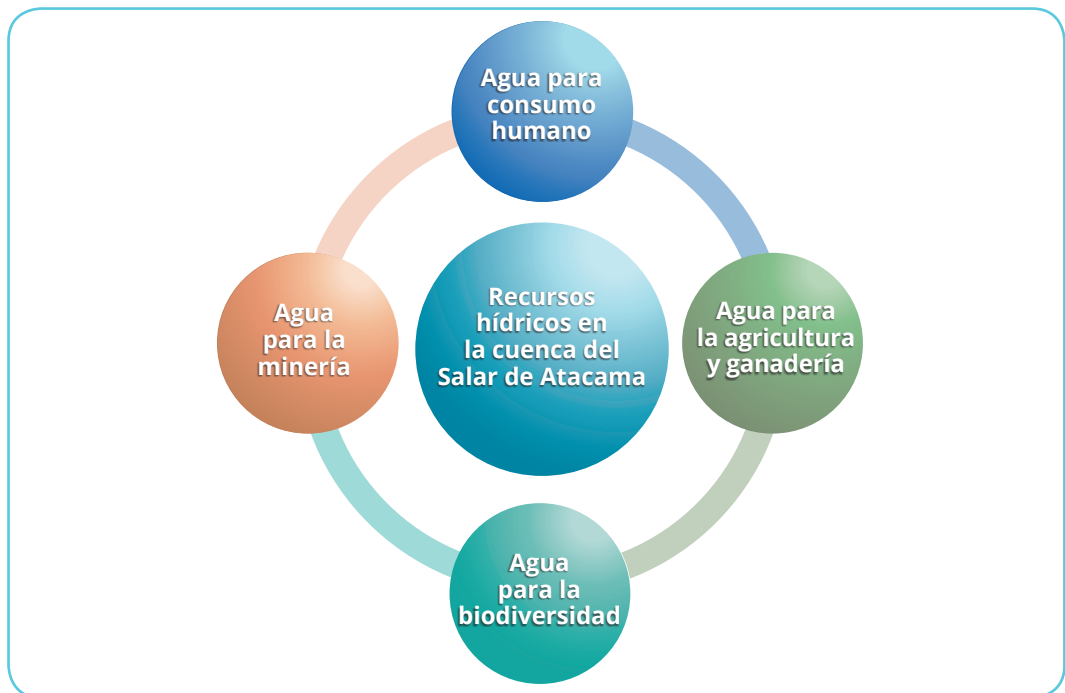 Agua para
consumo
humano
Agua
para la
minería
Recursos
hídricos en
la cuenca del
Salar de Atacama
Agua para
la agricultura
y ganadería
Agua
para la
biodiversidad